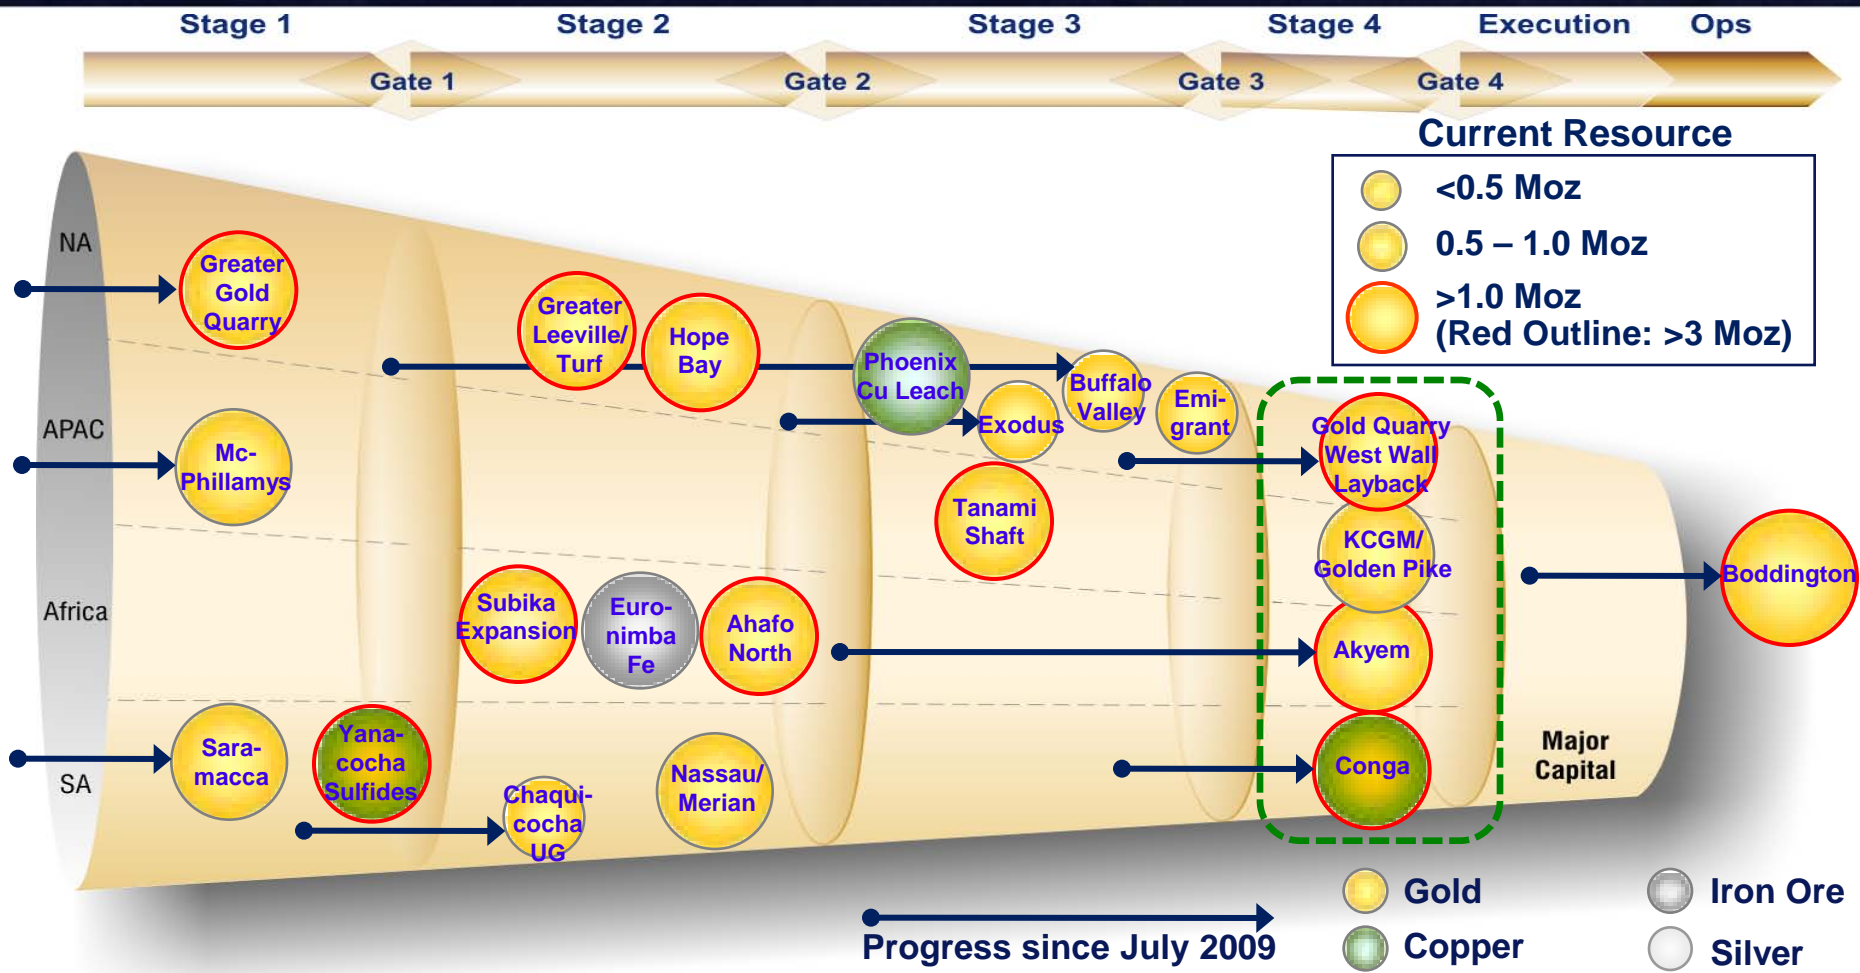 Stage 1
Stage 2
Stage 3
Stage 4
Execution
Ops
Gate 1
Gate 2
Gate 3
Gate 4
Current Resource
<0.5 Moz
0.5 – 1.0 Moz
>1.0 Moz
(Red Outline: >3 Moz)
NA
APAC
Africa
SA
Greater
Gold
Quarry
Greater
Leeville/
Turf
Hope
Bay
Phoenix
Cu Leach
Buffalo
Valley
Exodus
Emi-
grant
Gold Quarry
West Wall
Layback
Mc-
Phillamys
Tanami
Shaft
KCGM/
Golden Pike
Boddington
Subika
Expansion
Euro-
nimba
Fe
Ahafo
North
Akyem
Sara-
macca
Yana-
cocha
Sulfides
Chaqui-
cocha
UG
Nassau/
Merian
Conga
Major
Capital
Progress since July 2009
Gold
Copper
Iron Ore
Silver